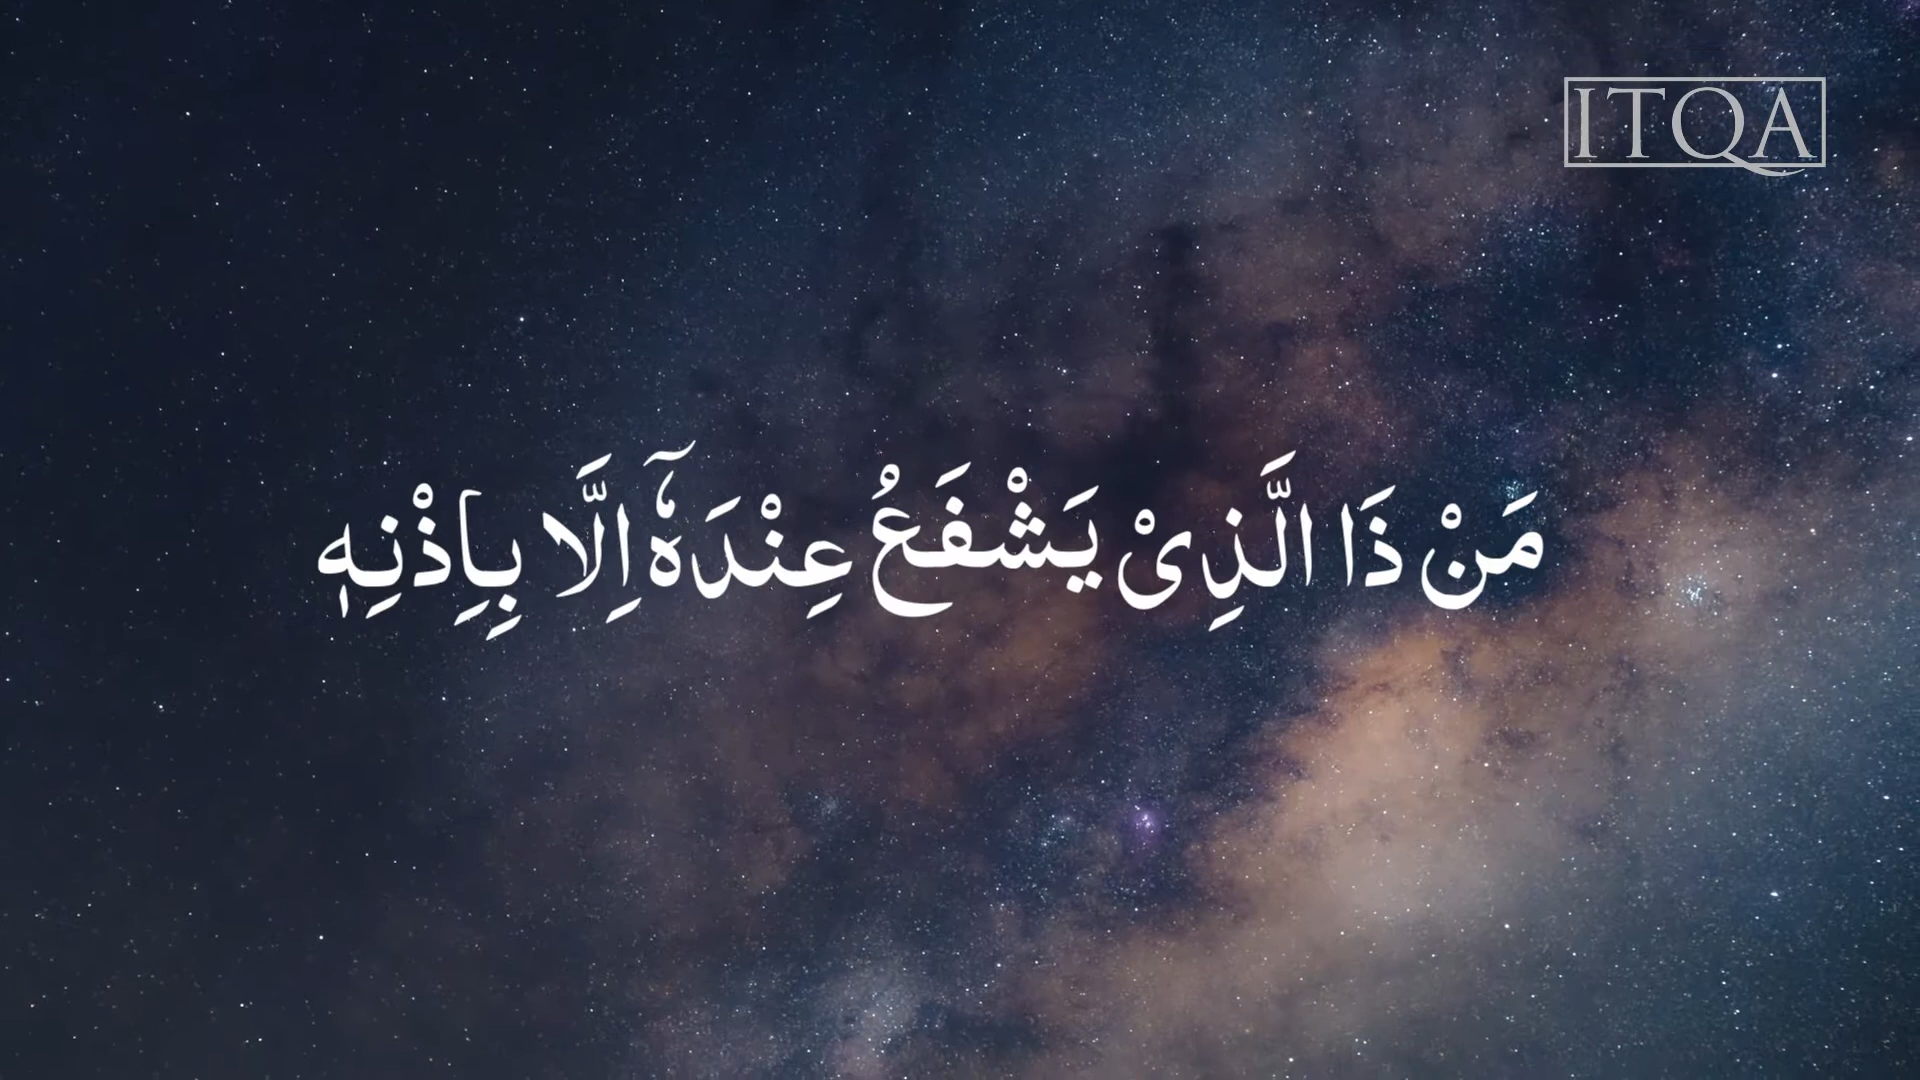 ITQA
مَنْ ذَا الَّذِىْ يَشْفَعُ عِنْدَهٗٓ اِلَّا بِاِذْنِهٖ